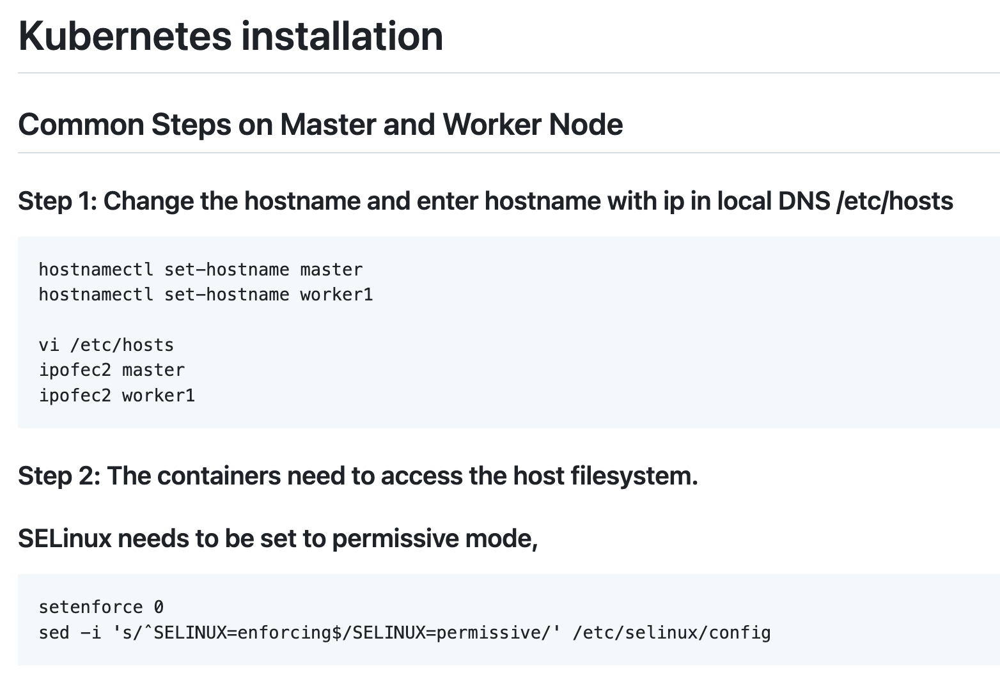 Kubernetes installation
Common Steps on Master and Worker Node
Step 1: Change the hostname and enter hostname with ip in local DNS /etc/hosts
hostnamectl set-hostname master
hostnamectl set-hostname worker1
vi /etc/hosts
ipofec2 master
ipofec2 worker1
Step 2: The containers need to access the host filesystem.
SELinux needs to be set to permissive mode,
setenforce 0
sed -i 's/^SELINUX=enforcing$/SELINUX=permissive/' /etc/selinux/config